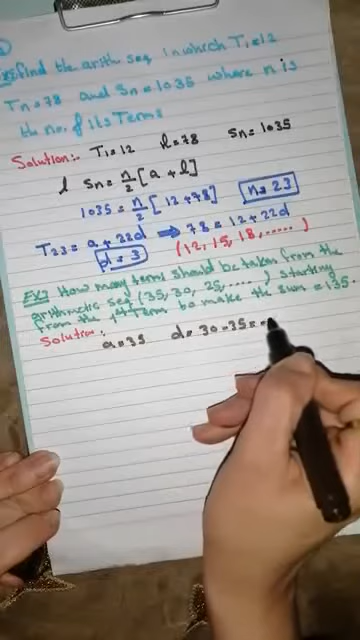 Find the arith seq in which T₁=12
Tn=78 and Sn=1035 where n is
the no. of its Terms
Solution:- T₁=12 l=78 Sn=1035
l Sn=n/2[a+l]
1035=n/2[12+78] n=23
T23=a+22d ⇒ 78=12+22d
d=3 (12,15,18,.....)
EX2 How many term should be taken from the
arithmetic seq (35,30,25,.....) starting
from the 1st Term to make the sum=135.
Solution:
a=35 d=30-35=